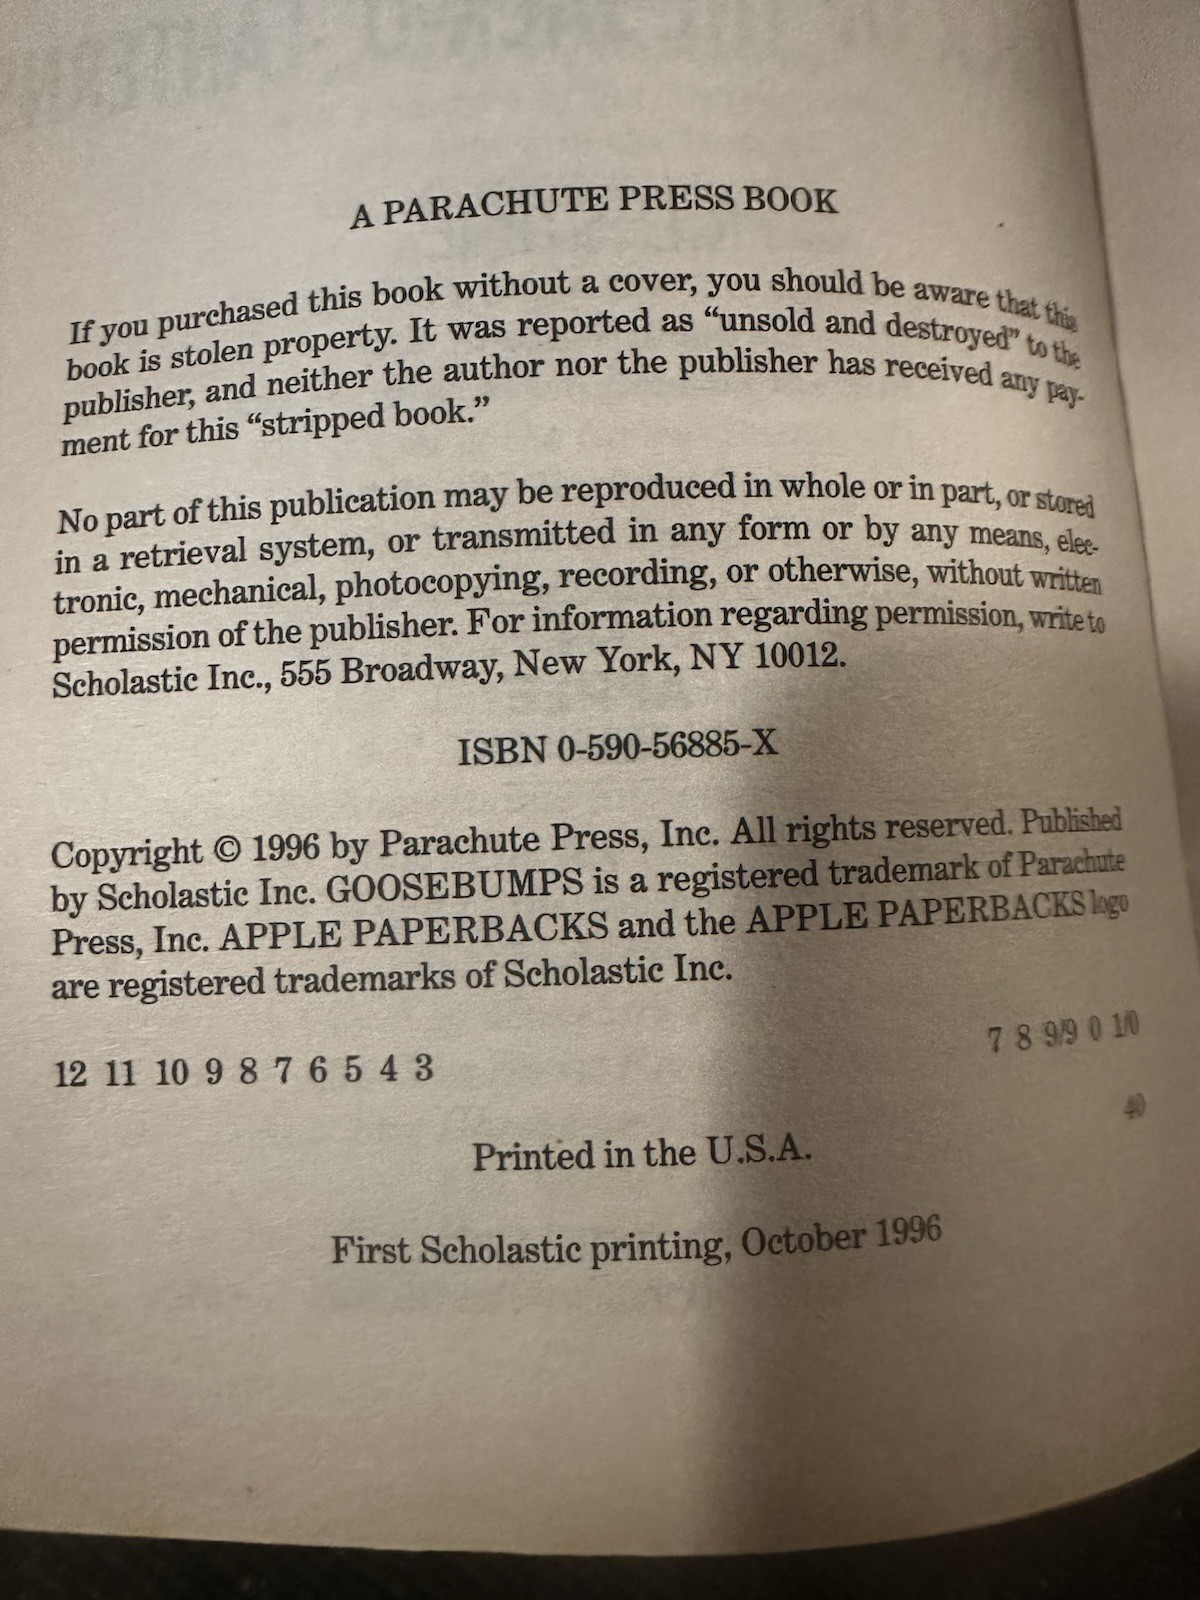 A PARACHUTE PRESS BOOK
If you purchased this book without a cover, you should be aware that this
book is stolen property. It was reported as “unsold and destroyed” to the
publisher, and neither the author nor the publisher has received any pay-
ment for this “stripped book.”
No part of this publication may be reproduced in whole or in part, or stored
in a retrieval system, or transmitted in any form or by any means, elec-
tronic, mechanical, photocopying, recording, or otherwise, without written
permission of the publisher. For information regarding permission, write to
Scholastic Inc., 555 Broadway, New York, NY 10012.
ISBN 0-590-56885-X
Copyright © 1996 by Parachute Press, Inc. All rights reserved. Published
by Scholastic Inc. GOOSEBUMPS is a registered trademark of Parachute
Press, Inc. APPLE PAPERBACKS and the APPLE PAPERBACKS logo
are registered trademarks of Scholastic Inc.
12 11 10 9 8 7 6 5 4 3 7 8 9/9 0 1/0
40
Printed in the U.S.A.
First Scholastic printing, October 1996